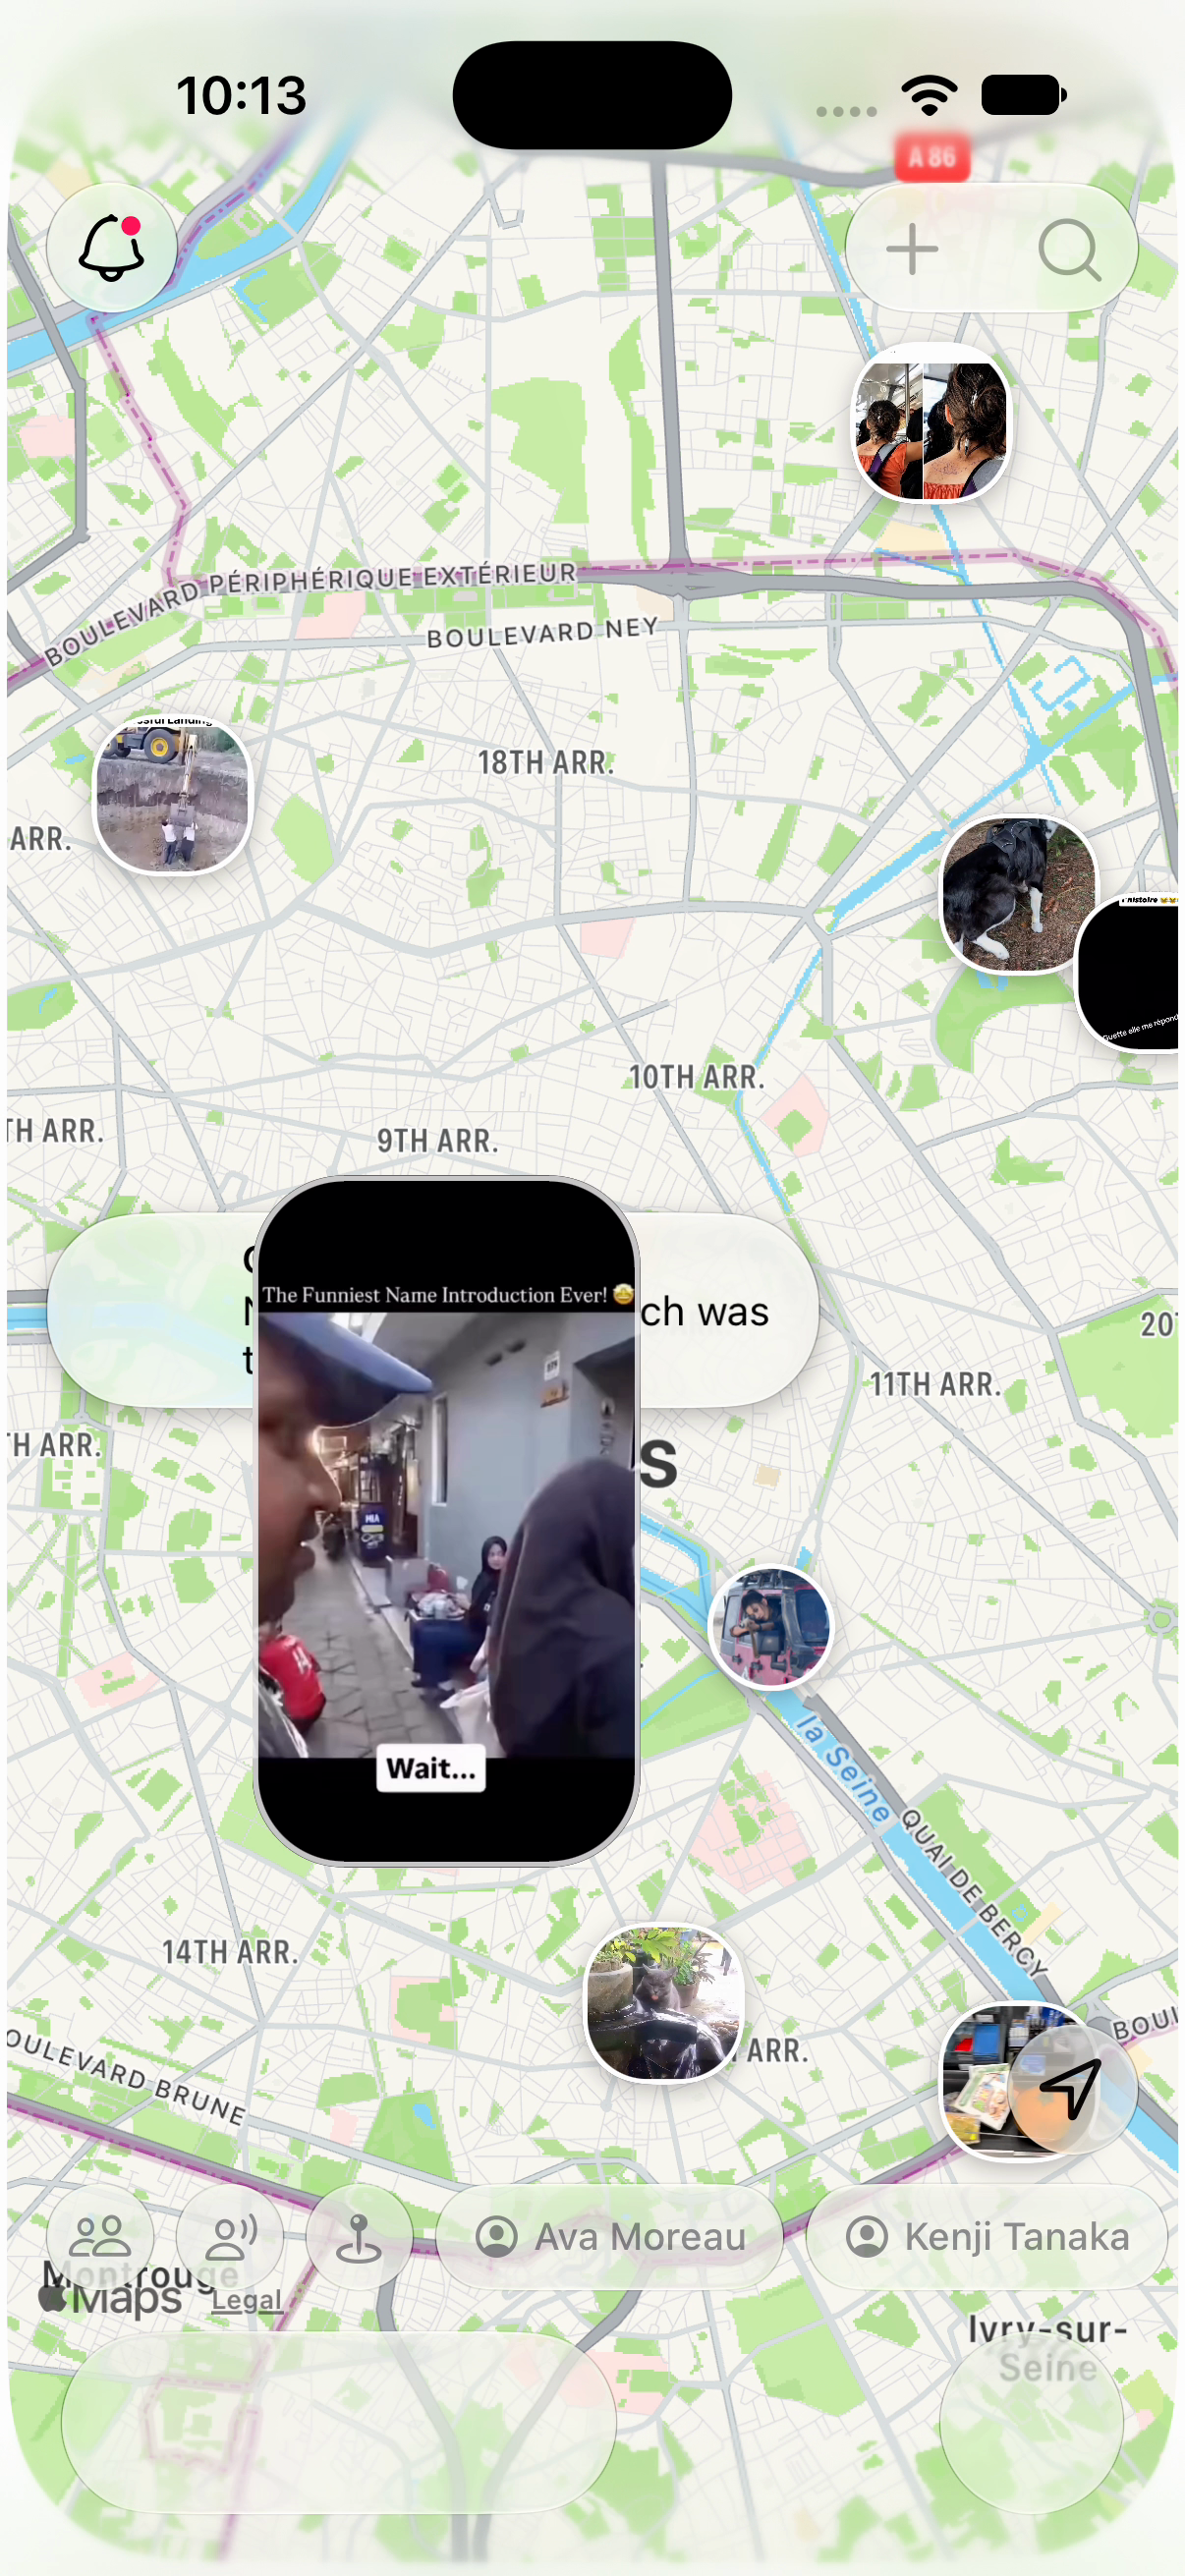 10:13
A 86
BOULEVARD PÉRIPHÉRIQUE EXTÉRIEUR
BOULEVARD NEY
18TH ARR.
ARR.
10TH ARR.
TH ARR.
9TH ARR.
The Funniest Name Introduction Ever! 🤩
ch was
11TH ARR.
TH ARR.
s
MIA
Wait...
la Seine
QUAI DE BERCY
14TH ARR.
ARR.
BOULEVARD BRUNE
Ava Moreau
Kenji Tanaka
Montrouge
Maps
Legal
Ivry-sur-
Seine